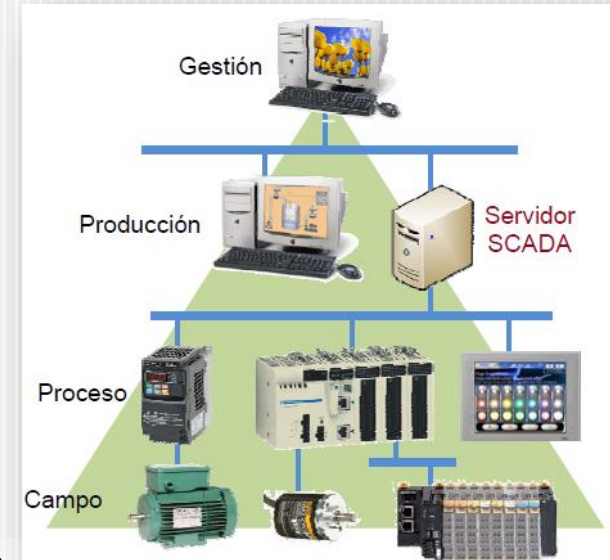 Gestión
Producción
Servidor
SCADA
Proceso
Campo